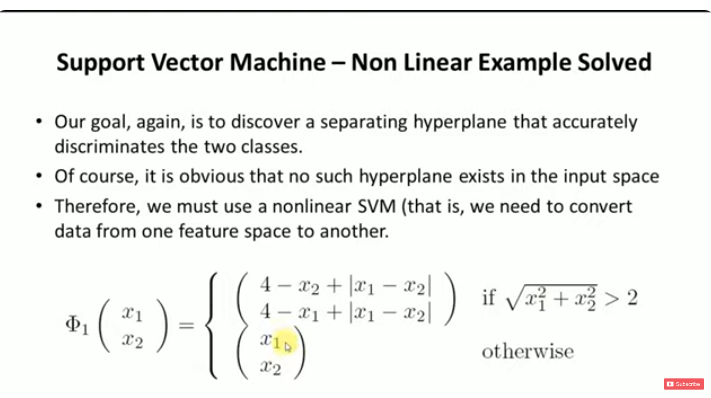 Support Vector Machine – Non Linear Example Solved
• Our goal, again, is to discover a separating hyperplane that accurately
discriminates the two classes.
• Of course, it is obvious that no such hyperplane exists in the input space
• Therefore, we must use a nonlinear SVM (that is, we need to convert
data from one feature space to another.
Φ₁ ( x₁ x₂ ) = { ( 4 − x₂ + |x₁ − x₂| 4 − x₁ + |x₁ − x₂| ) if √x₁² + x₂² > 2
( x₁ x₂ ) otherwise
Subscribe